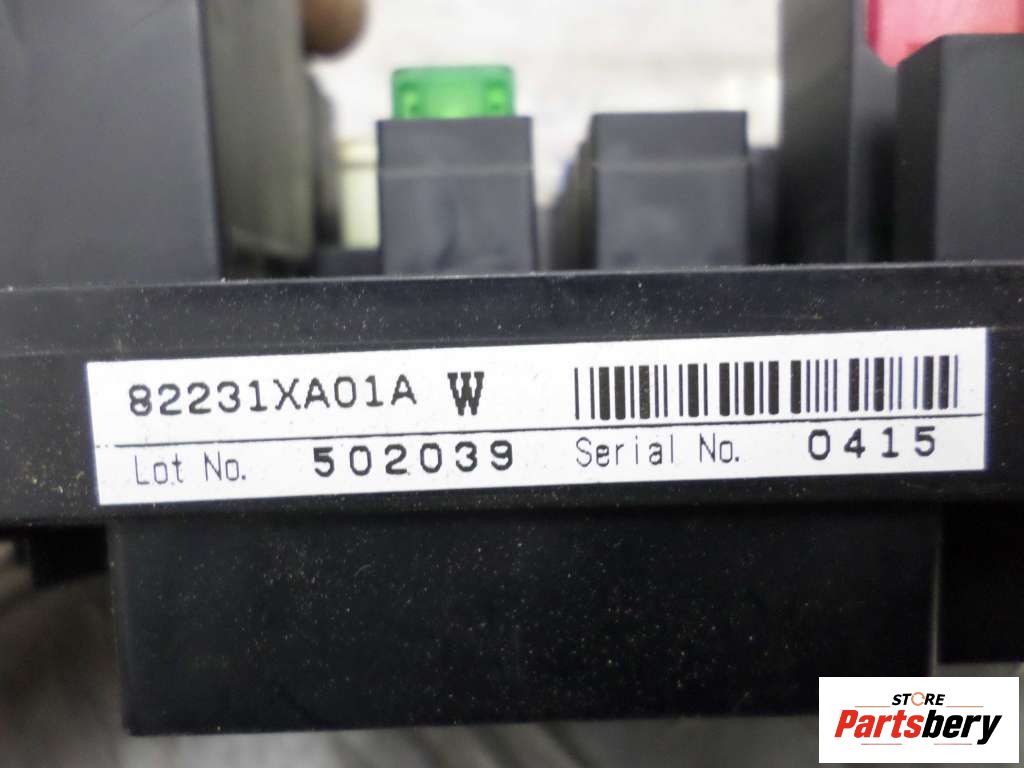 82231XA01A W
Lot No. 502039 Serial No. 0415
STORE
Partsbery